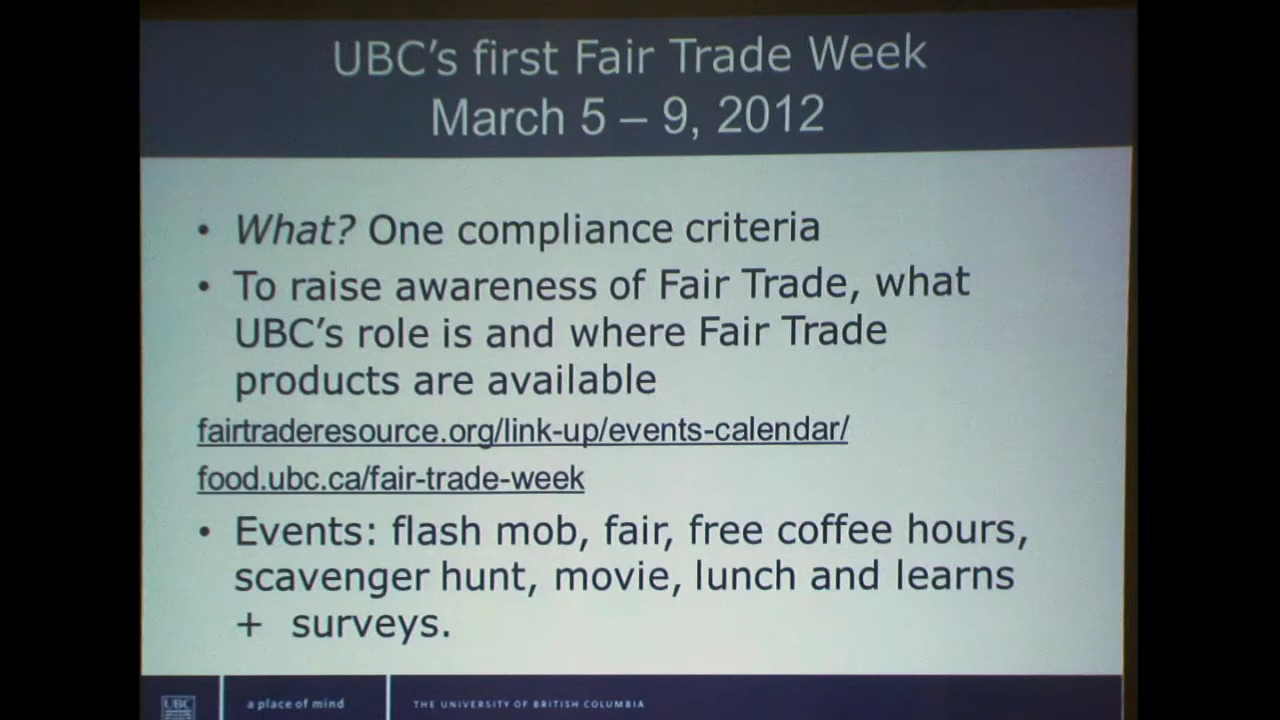 UBC's first Fair Trade Week
March 5 – 9, 2012
• What? One compliance criteria
• To raise awareness of Fair Trade, what
UBC's role is and where Fair Trade
products are available
fairtraderesource.org/link-up/events-calendar/
food.ubc.ca/fair-trade-week
• Events: flash mob, fair, free coffee hours,
scavenger hunt, movie, lunch and learns
+ surveys.
UBC a place of mind THE UNIVERSITY OF BRITISH COLUMBIA